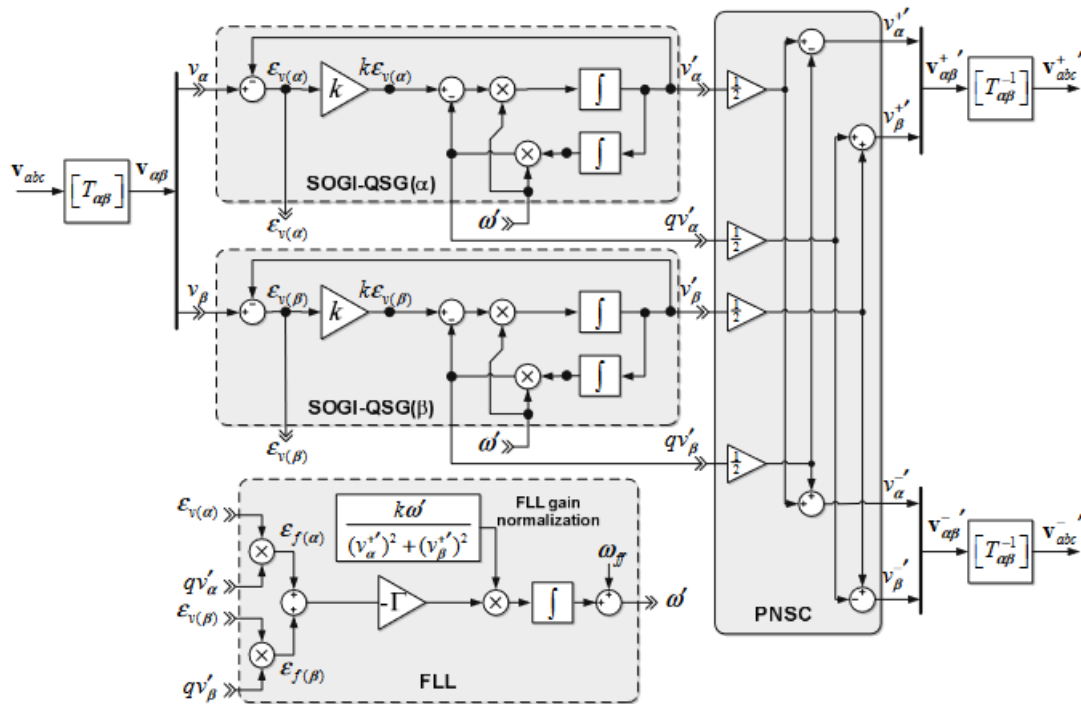 v_abc
[T_αβ]
v_αβ
v_α
ε_v(α)
k
kε_v(α)
×
∫
v′_α
×
∫
SOGI-QSG(α)
ω′
ε_v(α)
qv′_α
v_β
ε_v(β)
k
kε_v(β)
×
∫
v′_β
×
∫
SOGI-QSG(β)
ω′
ε_v(β)
qv′_β
½
½
½
½
PNSC
v_α^+′
v_αβ^+′
[T_αβ^-1]
v_abc^+′
v_β^+′
v_α^-′
v_αβ^-′
[T_αβ^-1]
v_abc^-′
v_β^-′
ε_v(α)
×
ε_f(α)
qv′_α
ε_v(β)
×
ε_f(β)
qv′_β
kω′
(v_α^+′)² + (v_β^+′)²
FLL gain
normalization
-Γ
×
∫
ω_ff
ω′
FLL